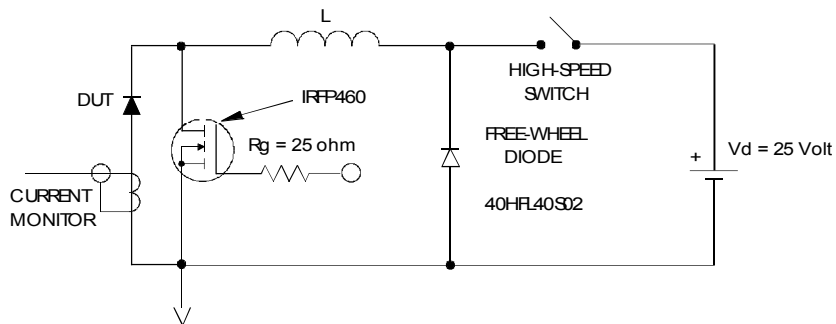 L
HIGH-SPEED
SWITCH
DUT
IRFP460
Rg = 25 ohm
FREE-WHEEL
DIODE
+
Vd = 25 Volt
40HFL40S02
CURRENT
MONITOR